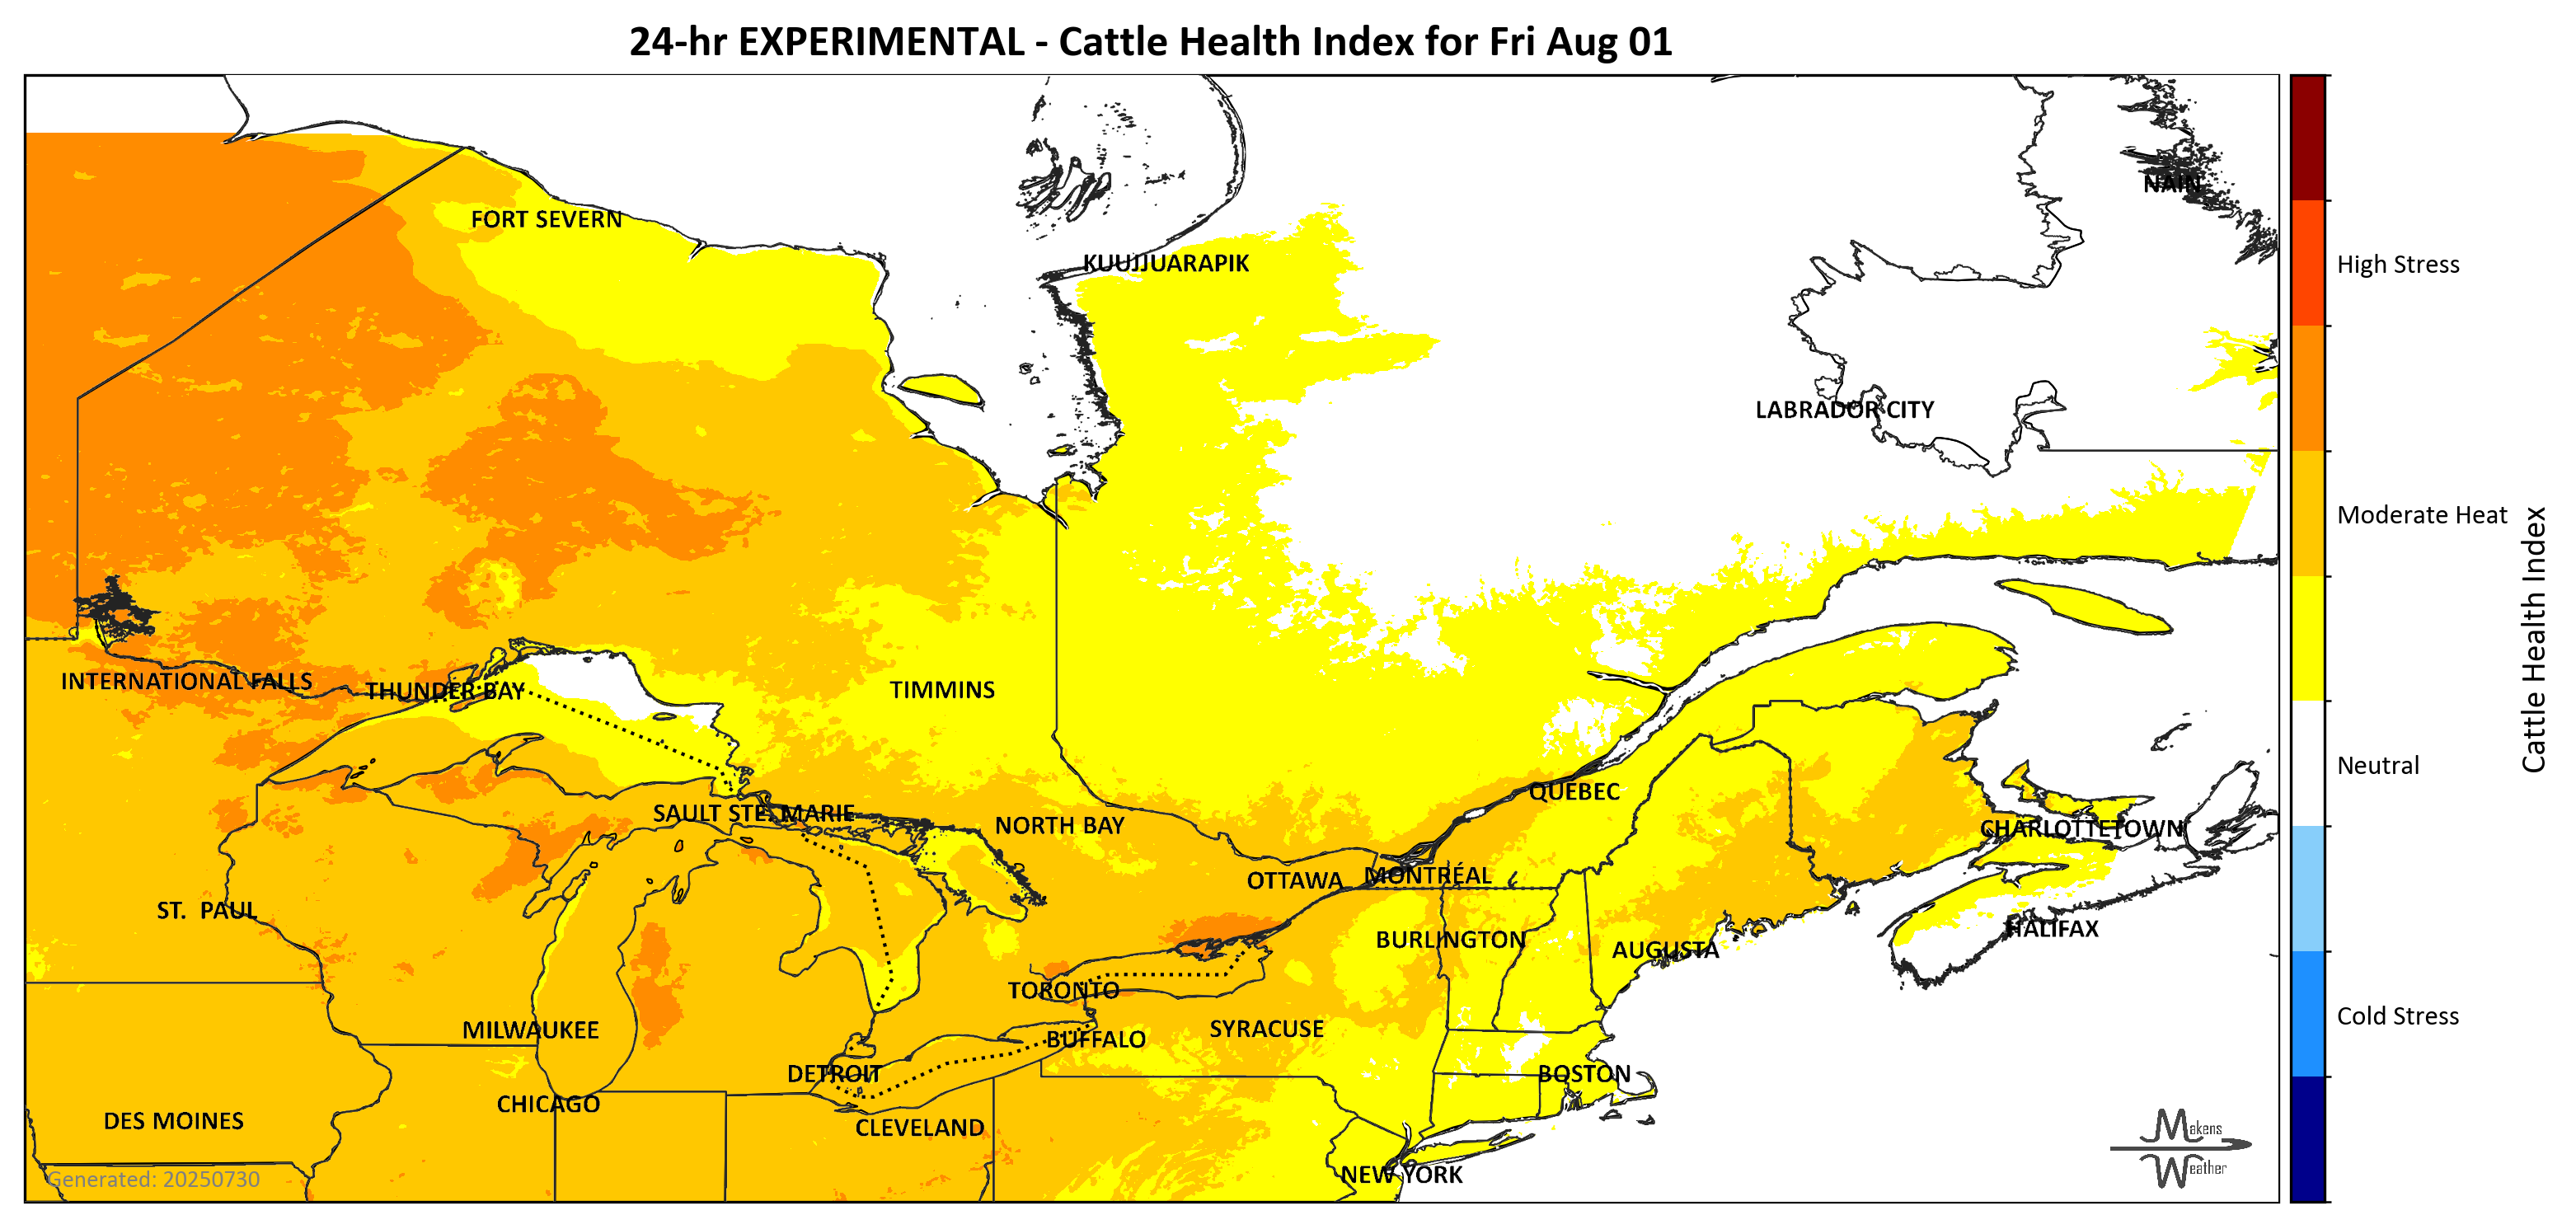 24-hr EXPERIMENTAL - Cattle Health Index for Fri Aug 01
NAIN
FORT SEVERN
KUUJJUARAPIK
High Stress
LABRADOR CITY
Moderate Heat
INTERNATIONAL FALLS
THUNDER BAY
TIMMINS
Cattle Health Index
Neutral
QUEBEC
SAULT STE. MARIE
NORTH BAY
CHARLOTTETOWN
OTTAWA
MONTRÉAL
ST. PAUL
BURLINGTON
AUGUSTA
HALIFAX
TORONTO
MILWAUKEE
BUFFALO
SYRACUSE
Cold Stress
DETROIT
BOSTON
CHICAGO
DES MOINES
CLEVELAND
Makens
Weather
NEW YORK
Generated: 20250730